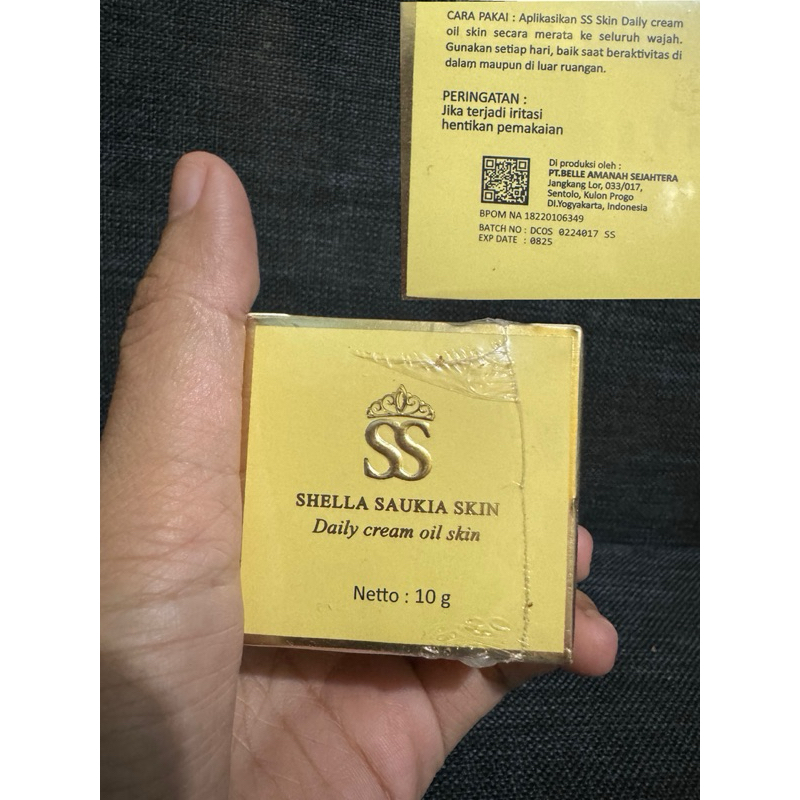 CARA PAKAI : Aplikasikan SS Skin Daily cream
oil skin secara merata ke seluruh wajah.
Gunakan setiap hari, baik saat beraktivitas di
dalam maupun di luar ruangan.
PERINGATAN :
Jika terjadi iritasi
hentikan pemakaian
Di produksi oleh :
PT.BELLE AMANAH SEJAHTERA
Jangkang Lor, 033/017,
Sentolo, Kulon Progo
DI.Yogyakarta, Indonesia
BPOM NA 18220106349
BATCH NO : DCOS 0224017 SS
EXP DATE : 0825
SS
SHELLA SAUKIA SKIN
Daily cream oil skin
Netto : 10 g